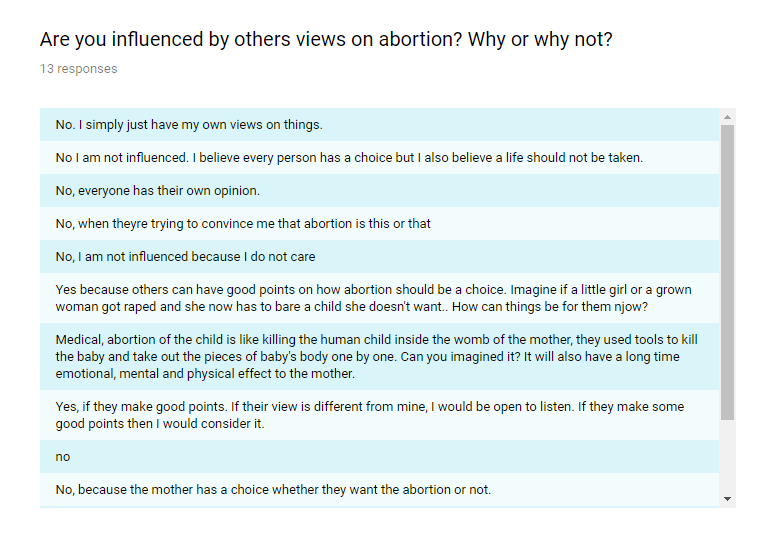 Are you influenced by others views on abortion? Why or why not?
13 responses
No. I simply just have my own views on things.
No I am not influenced. I believe every person has a choice but I also believe a life should not be taken.
No, everyone has their own opinion.
No, when theyre trying to convince me that abortion is this or that
No, I am not influenced because I do not care
Yes because others can have good points on how abortion should be a choice. Imagine if a little girl or a grown
woman got raped and she now has to bare a child she doesn't want.. How can things be for them njow?
Medical, abortion of the child is like killing the human child inside the womb of the mother, they used tools to kill
the baby and take out the pieces of baby's body one by one. Can you imagined it? It will also have a long time
emotional, mental and physical effect to the mother.
Yes, if they make good points. If their view is different from mine, I would be open to listen. If they make some
good points then I would consider it.
no
No, because the mother has a choice whether they want the abortion or not.